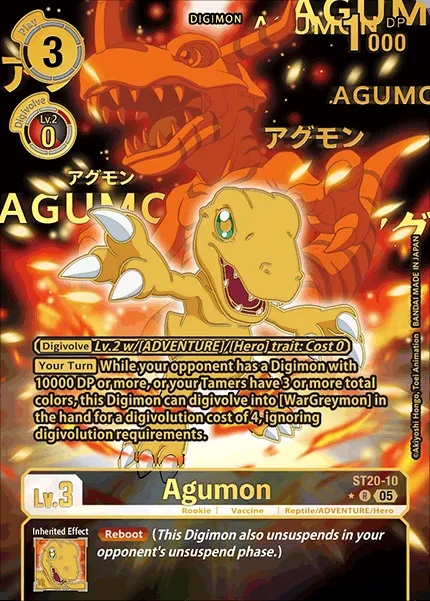 Play
3
DIGIMON
DP
1000
AGUMON
AGUMO
アグ
アグモン
アグモン
AGUMO
Digivolve
Lv.2
0
Digivolve Lv.2 w/[ADVENTURE]/[Hero] trait: Cost 0
Your Turn While your opponent has a Digimon with
10000 DP or more, or your Tamers have 3 or more total
colors, this Digimon can digivolve into [WarGreymon] in
the hand for a digivolution cost of 4, ignoring
digivolution requirements.
©Akiyoshi Hongo, Toei Animation BANDAI MADE IN JAPAN
Lv.3
Agumon
ST20-10
R 05
Rookie | Vaccine | Reptile/ADVENTURE/Hero
Inherited Effect
Reboot (This Digimon also unsuspends in your
opponent's unsuspend phase.)